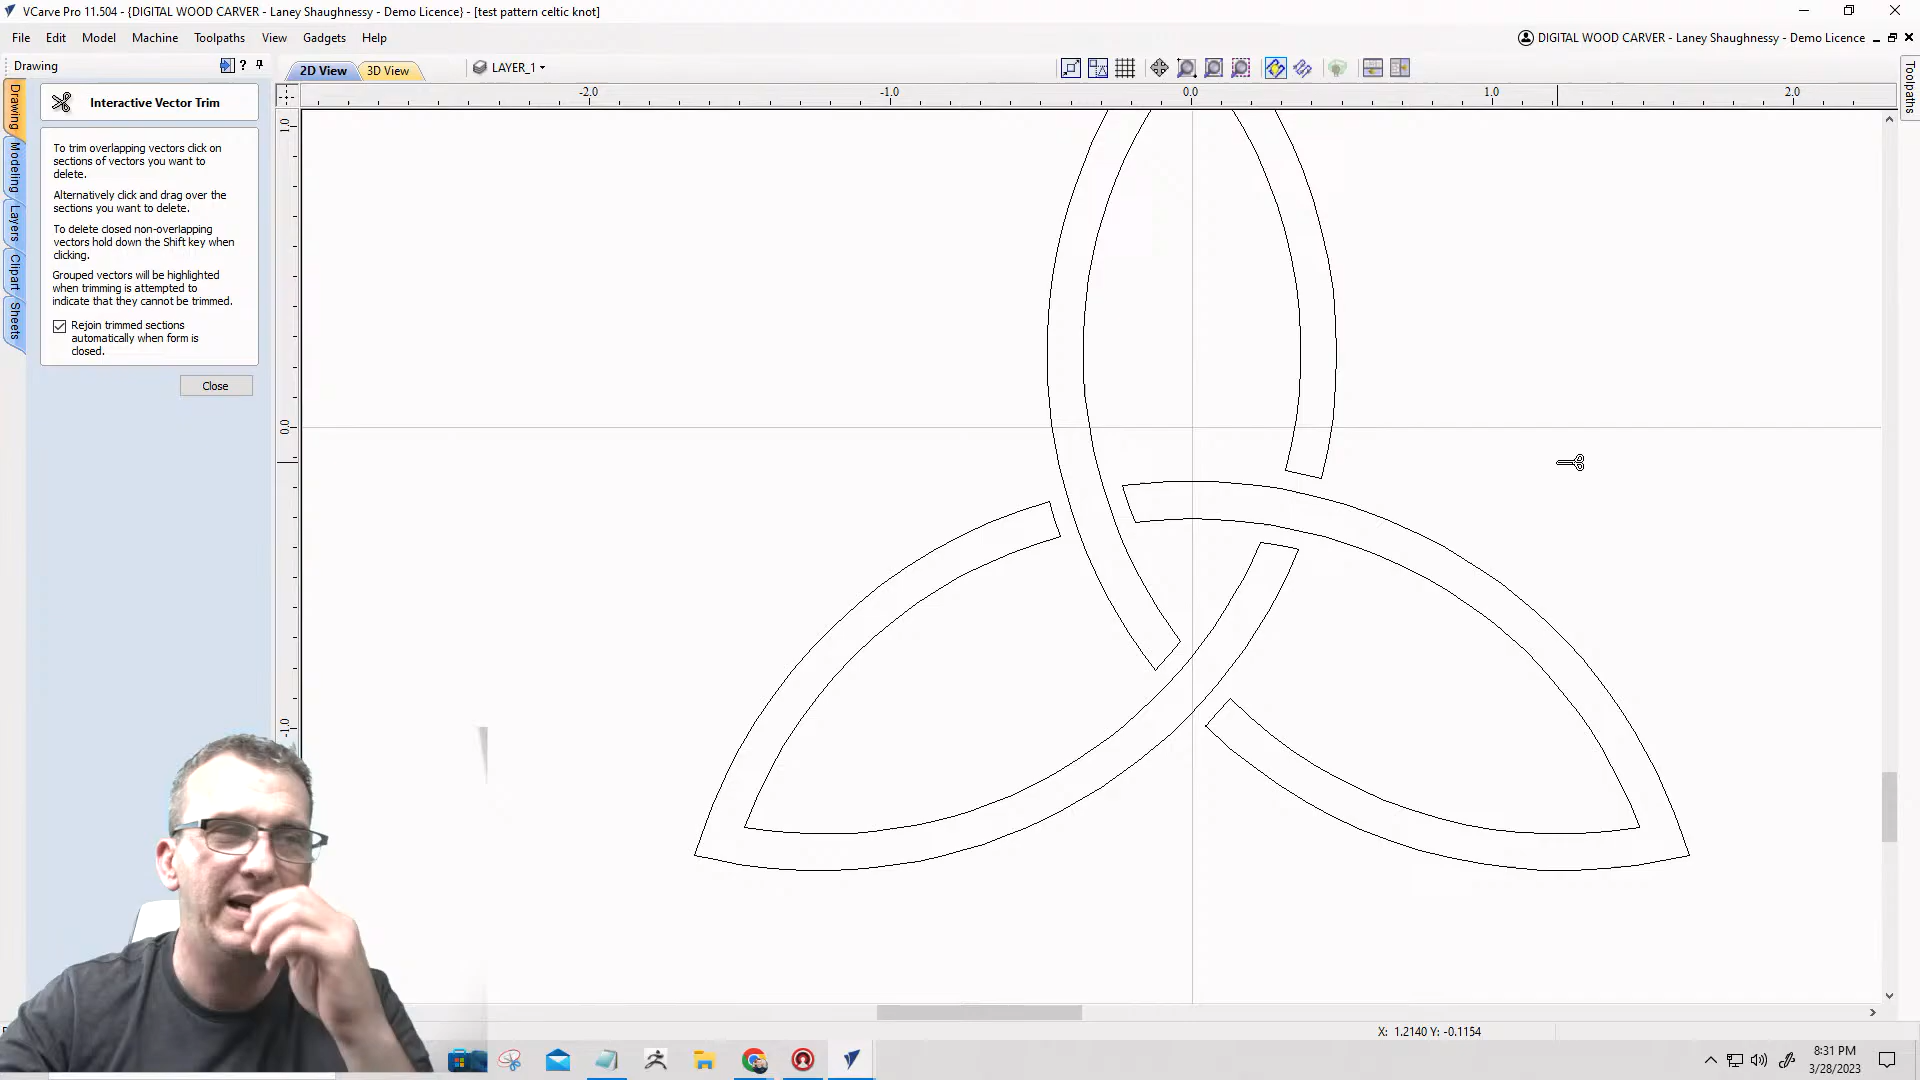 VCarve Pro 11.504 - {DIGITAL WOOD CARVER - Laney Shaughnessy - Demo Licence} - [test pattern celtic knot]
File Edit Model Machine Toolpaths View Gadgets Help
DIGITAL WOOD CARVER - Laney Shaughnessy - Demo Licence
Drawing
?
2D View
3D View
LAYER_1
Toolpaths
Drawing
Modeling
Layers
Clipart
Sheets
Interactive Vector Trim
To trim overlapping vectors click on
sections of vectors you want to
delete.
Alternatively click and drag over the
sections you want to delete.
To delete closed non-overlapping
vectors hold down the Shift key when
clicking.
Grouped vectors will be highlighted
when trimming is attempted to
indicate that they cannot be trimmed.
Rejoin trimmed sections
automatically when form is
closed.
Close
-2.0 -1.0 0.0 1.0 2.0
1.0
0.0
-1.0
X: 1.2140 Y: -0.1154
8:31 PM
3/28/2023